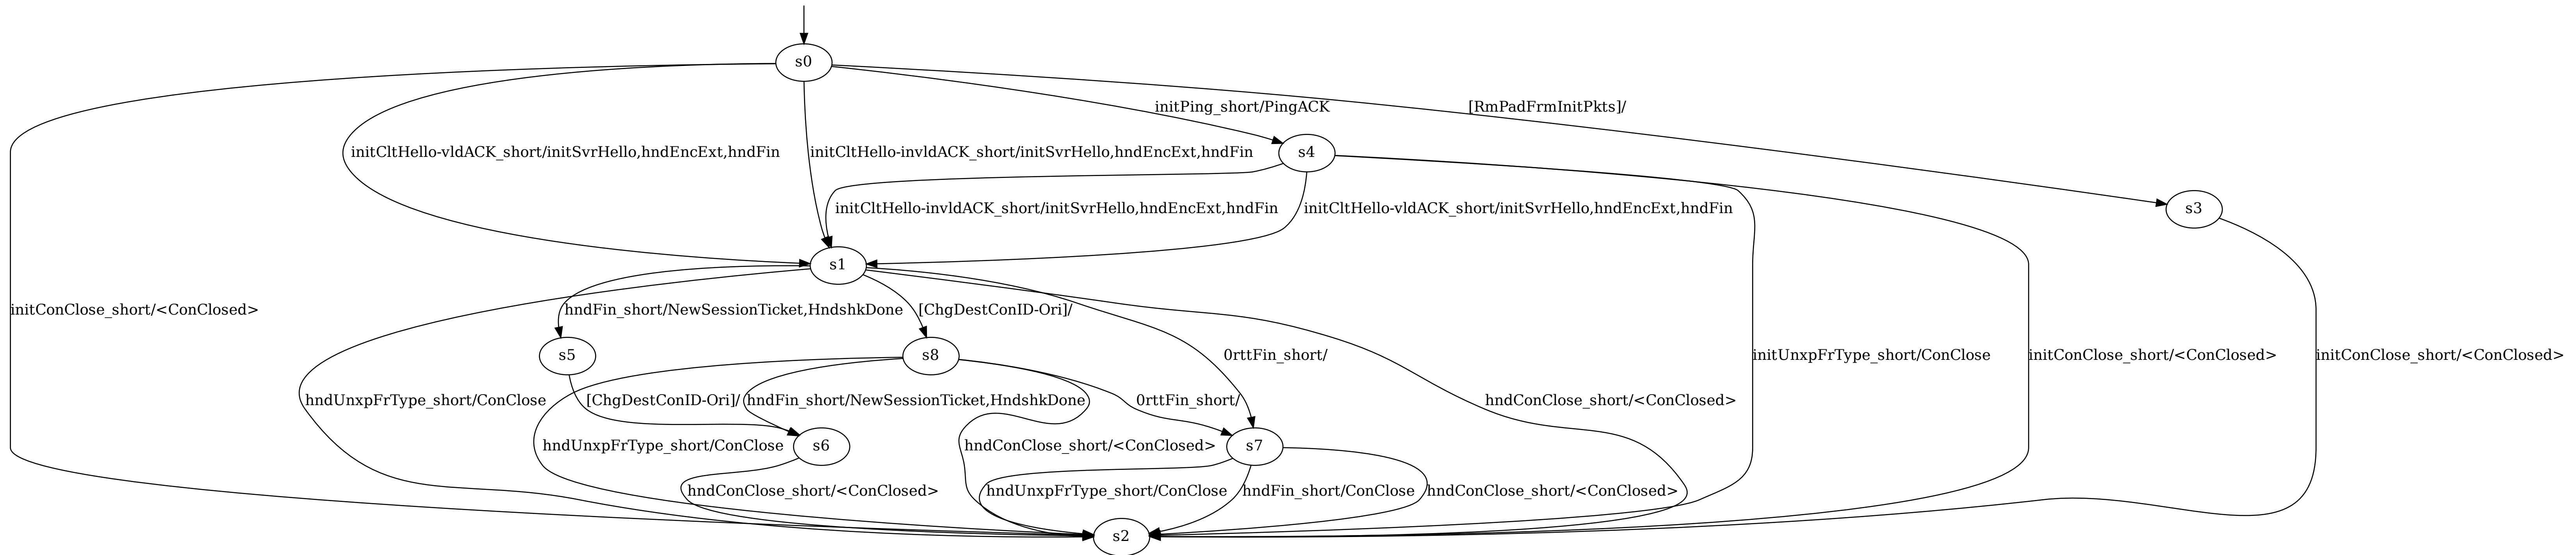 s0
initPing_short/PingACK
[RmPadFrmInitPkts]/
initCltHello-vldACK_short/initSvrHello,hndEncExt,hndFin
initCltHello-invldACK_short/initSvrHello,hndEncExt,hndFin
s4
initCltHello-invldACK_short/initSvrHello,hndEncExt,hndFin
initCltHello-vldACK_short/initSvrHello,hndEncExt,hndFin
s3
s1
initConClose_short/<ConClosed>
hndFin_short/NewSessionTicket,HndshkDone
[ChgDestConID-Ori]/
s5
s8
0rttFin_short/
initUnxpFrType_short/ConClose
initConClose_short/<ConClosed>
initConClose_short/<ConClosed>
hndUnxpFrType_short/ConClose
[ChgDestConID-Ori]/
hndFin_short/NewSessionTicket,HndshkDone
0rttFin_short/
hndConClose_short/<ConClosed>
hndUnxpFrType_short/ConClose
s6
hndConClose_short/<ConClosed>
s7
hndConClose_short/<ConClosed>
hndUnxpFrType_short/ConClose
hndFin_short/ConClose
hndConClose_short/<ConClosed>
s2